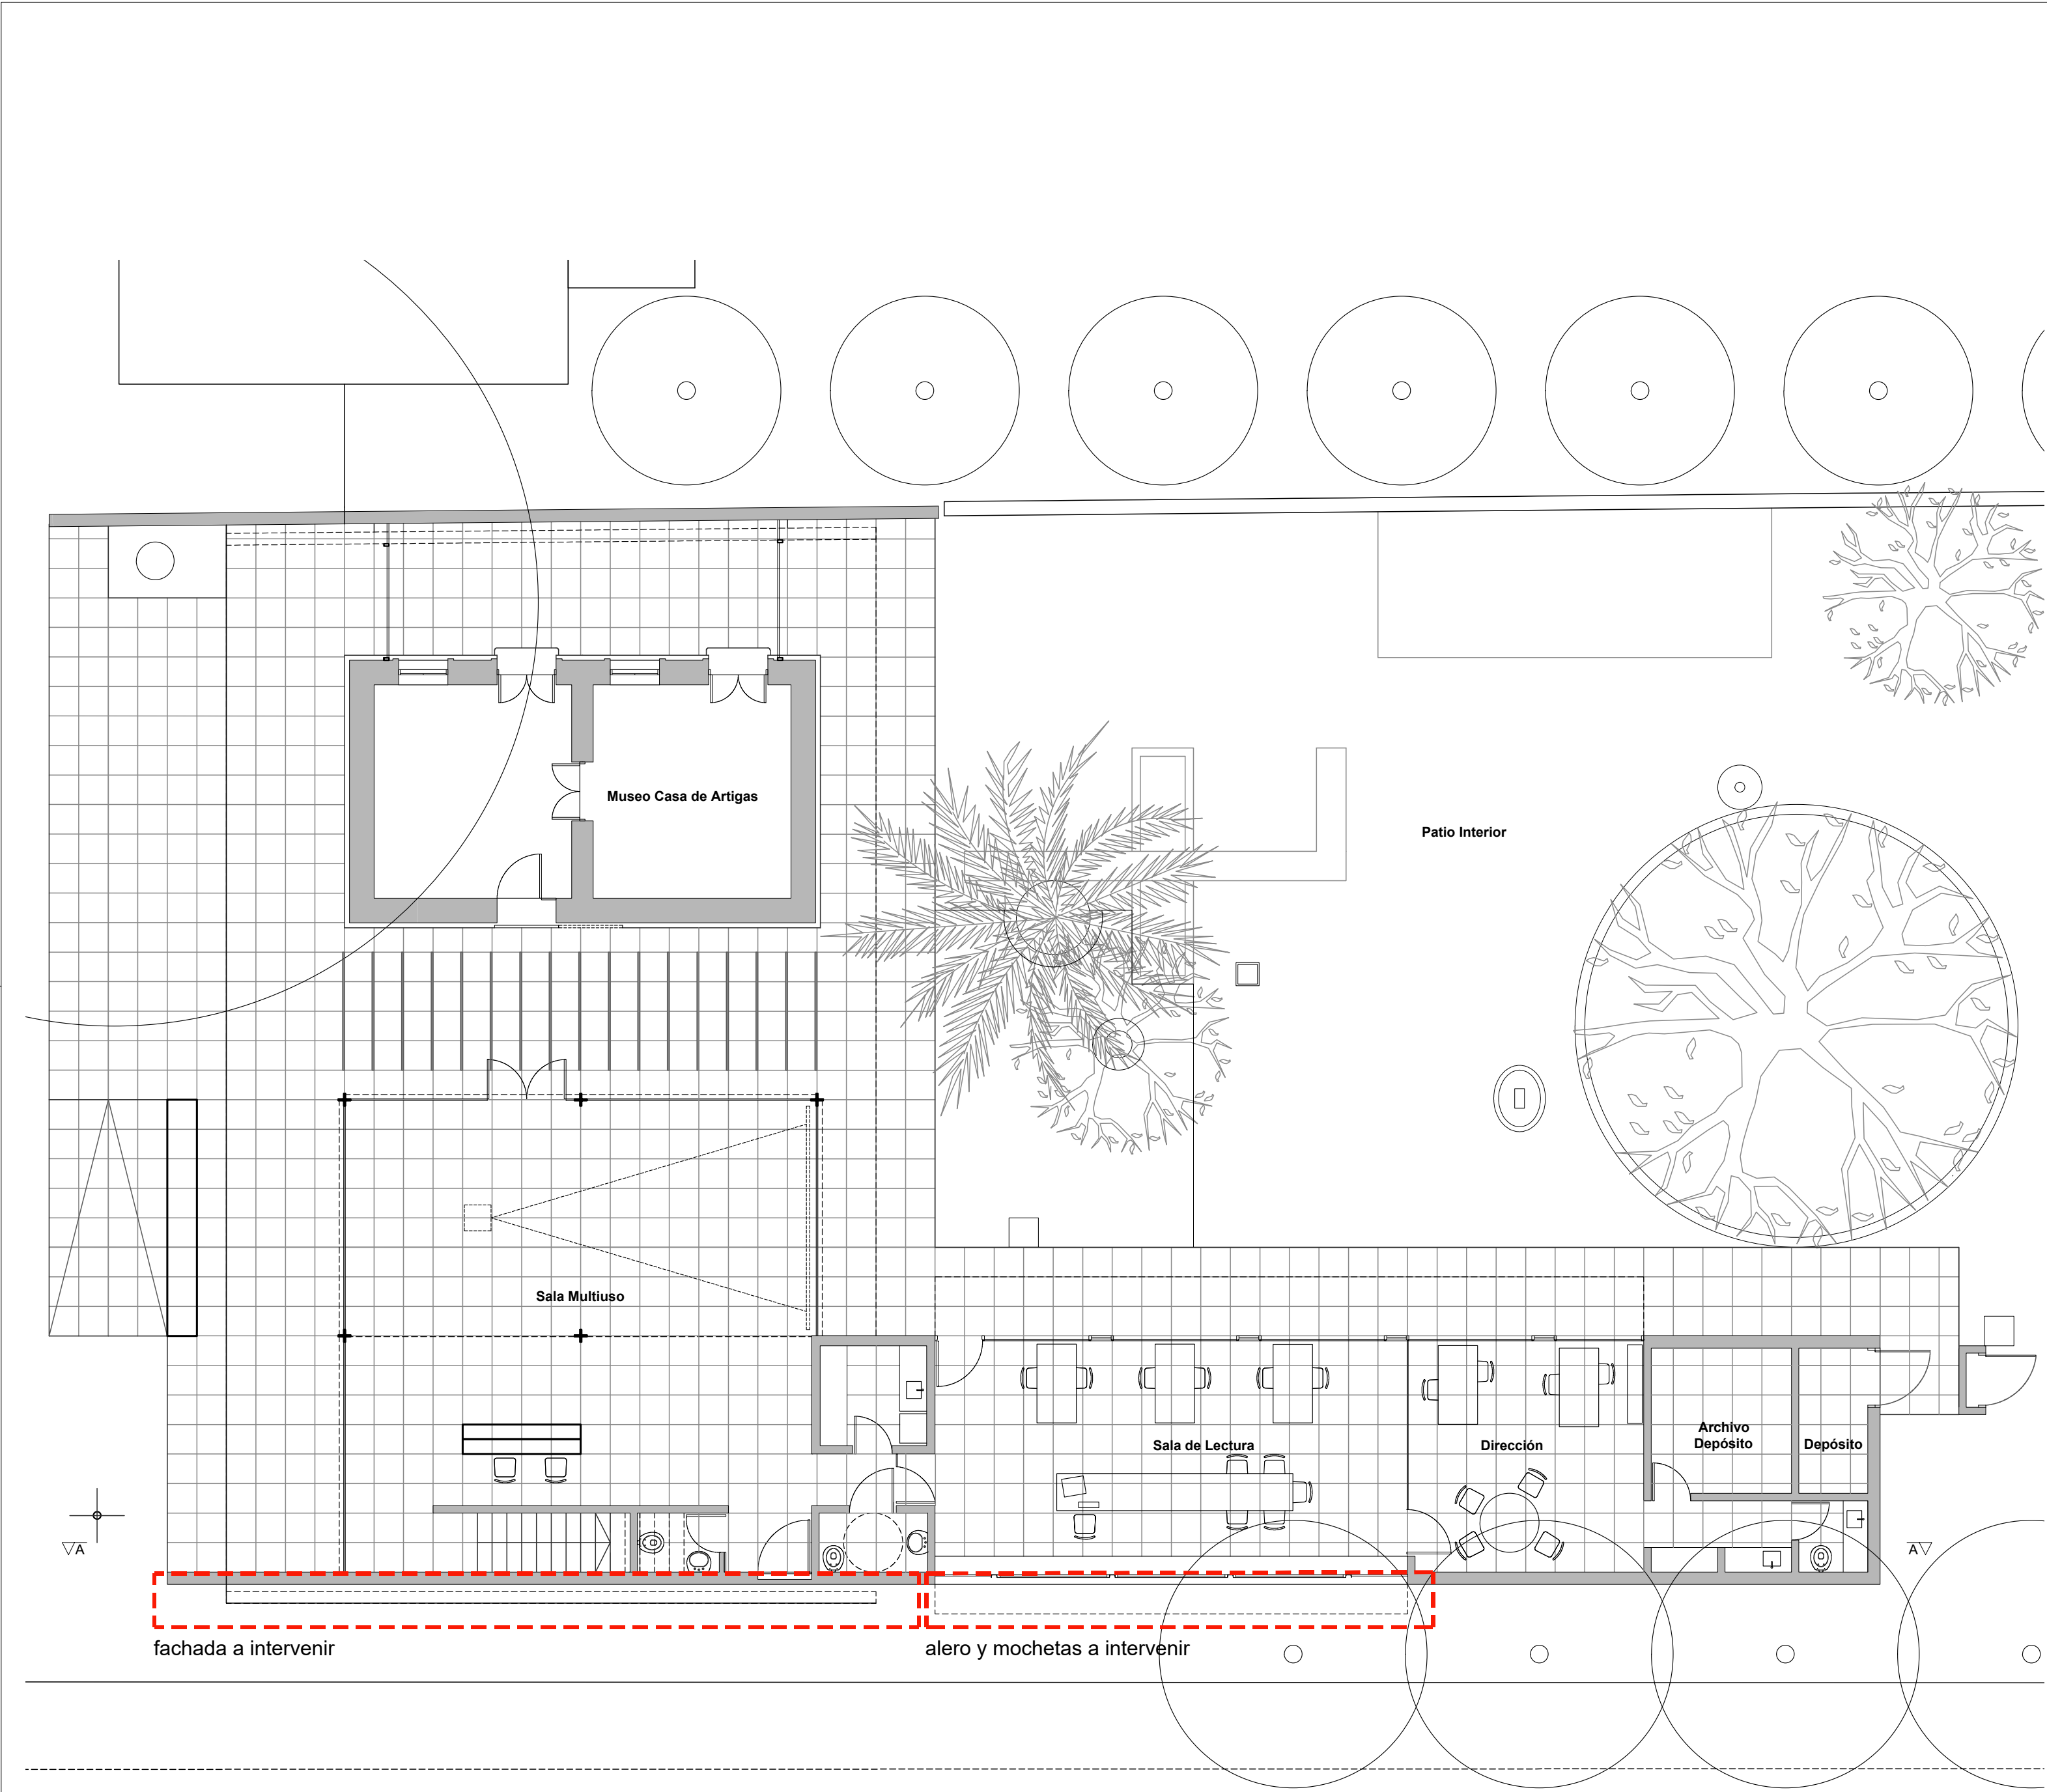 Museo Casa de Artigas
Patio Interior
Sala Multiuso
Sala de Lectura
Dirección
Archivo
Depósito
Depósito
A
A
fachada a intervenir
alero y mochetas a intervenir